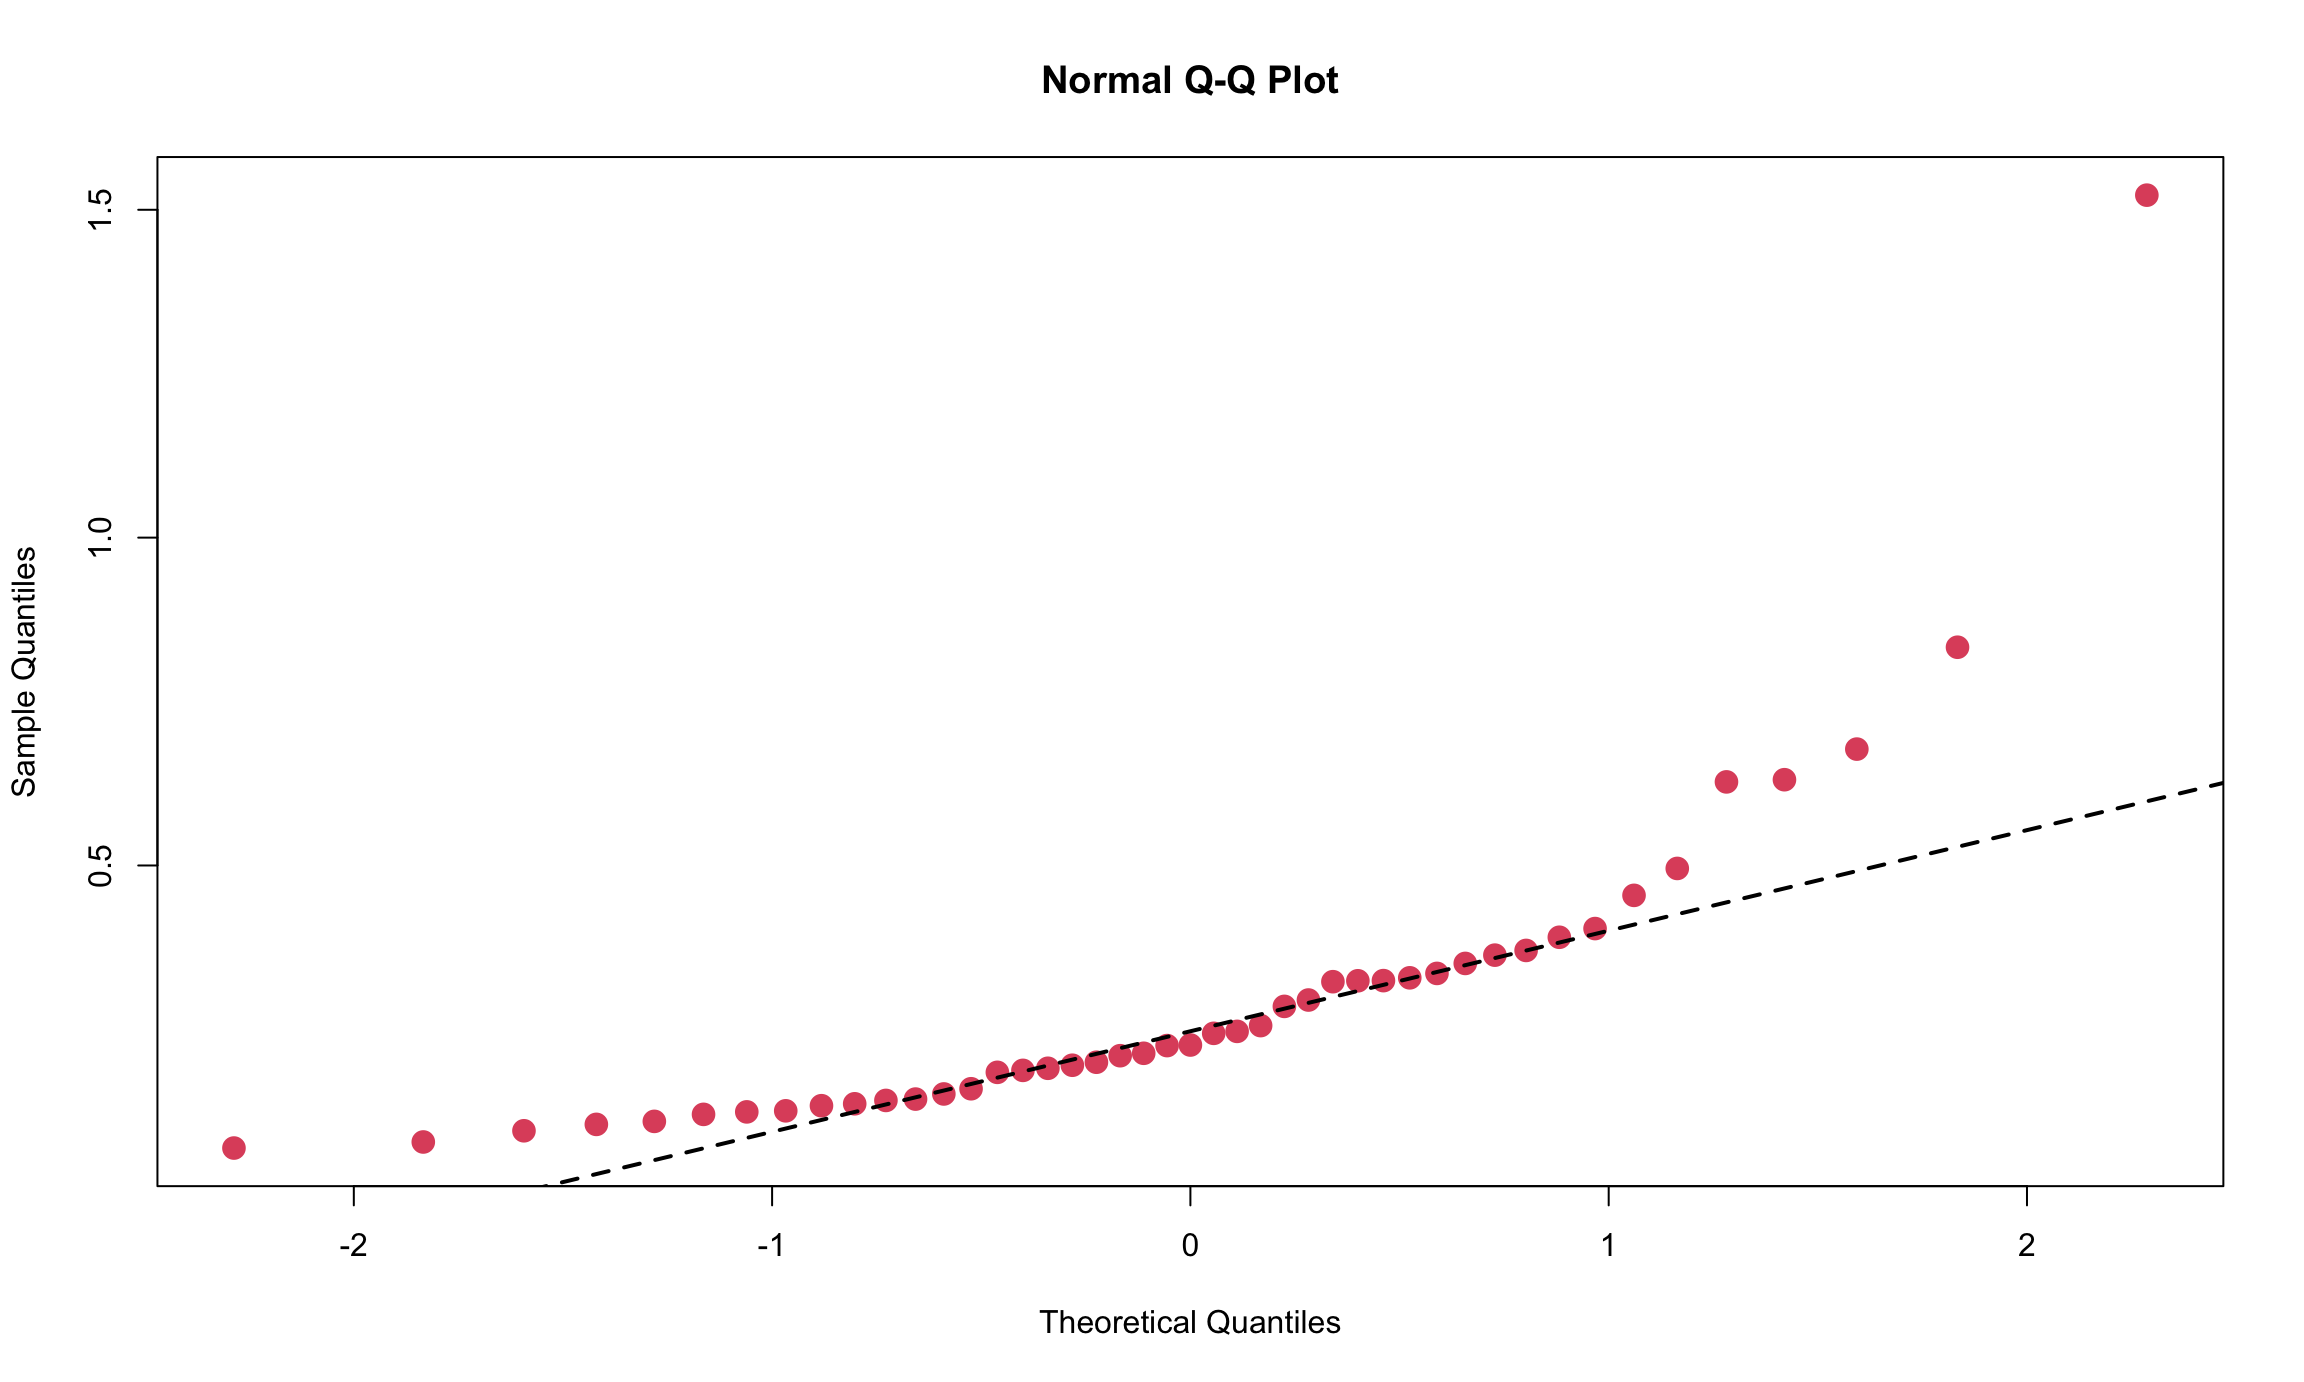 Normal Q-Q Plot
Sample Quantiles
1.5
1.0
0.5
-2 -1 0 1 2
Theoretical Quantiles